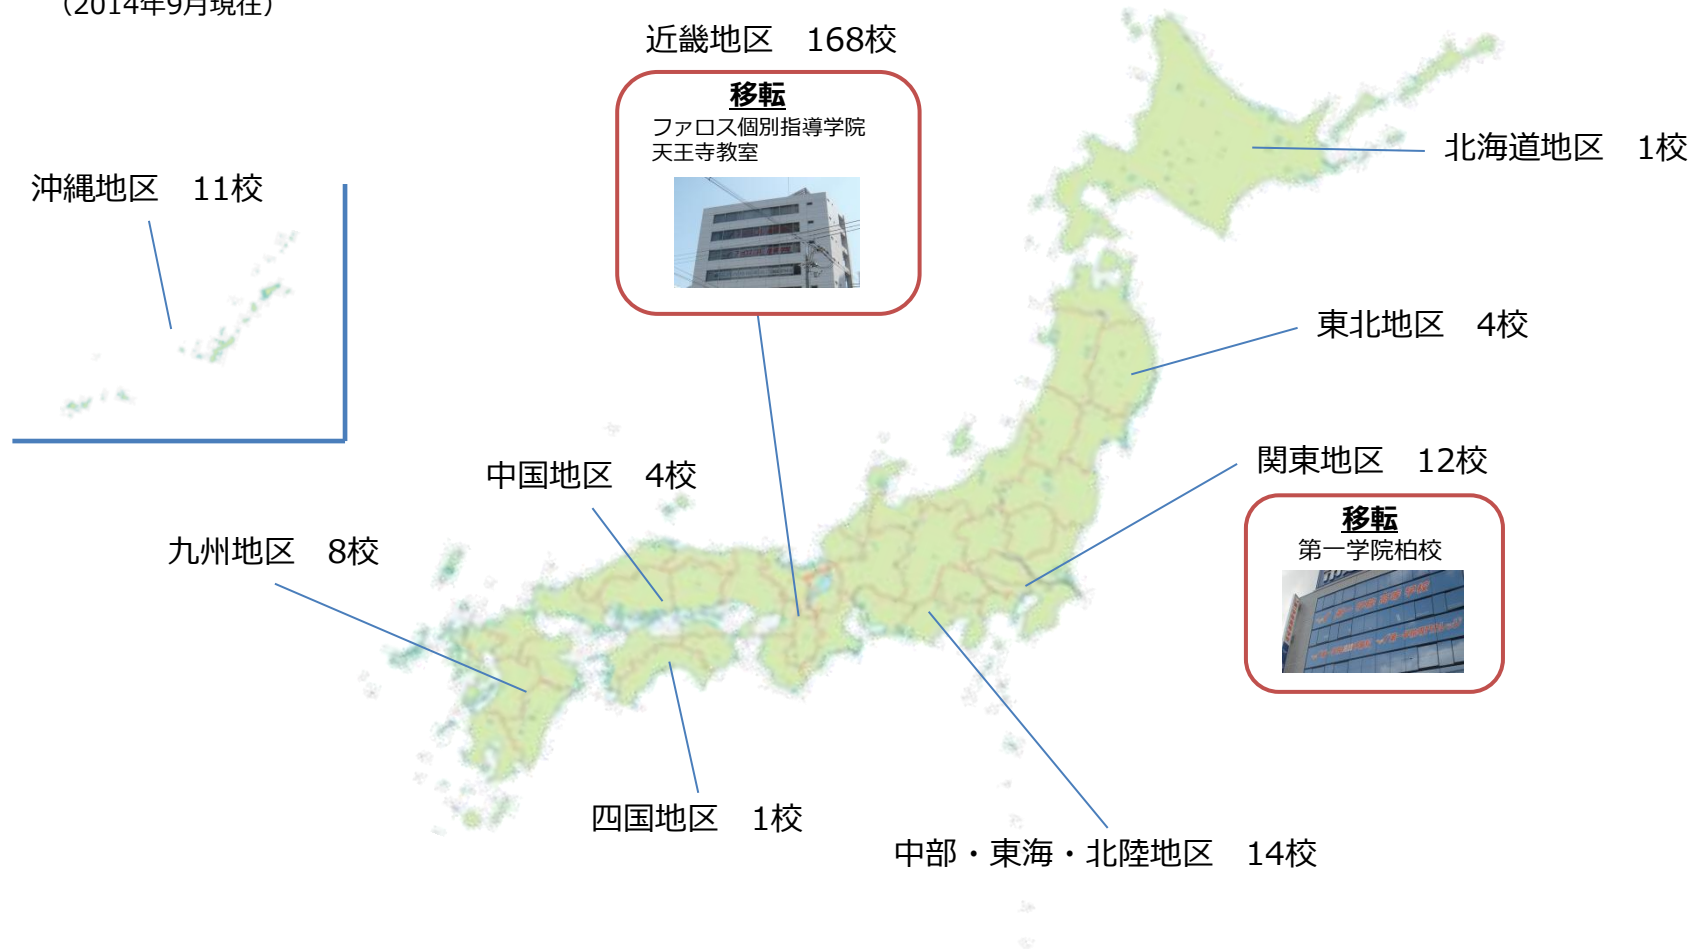 （2014年9月現在）
近畿地区　168校
移転
ファロス個別指導学院
天王寺教室
北海道地区　1校
沖縄地区　11校
東北地区　4校
関東地区　12校
移転
第一学院柏校
中国地区　4校
九州地区　8校
四国地区　1校
中部・東海・北陸地区　14校